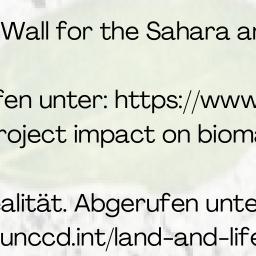 Wall for the Sahara a
fen unter: https://www
roject impact on bioma
alität. Abgerufen unte
unccd.int/land-and-life